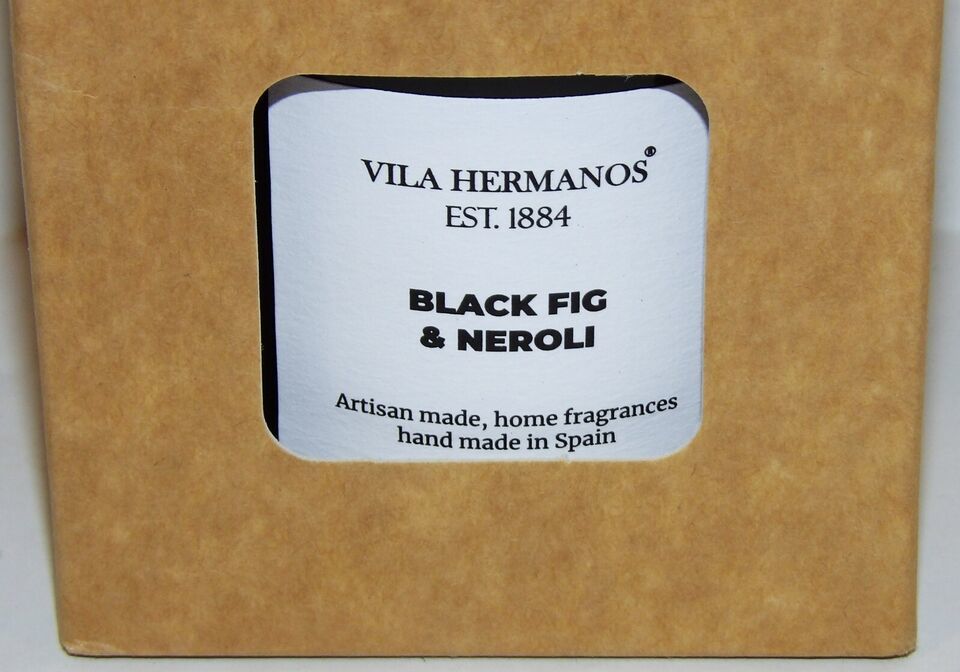 VILA HERMANOS®
EST. 1884
BLACK FIG
& NEROLI
Artisan made, home fragrances
hand made in Spain